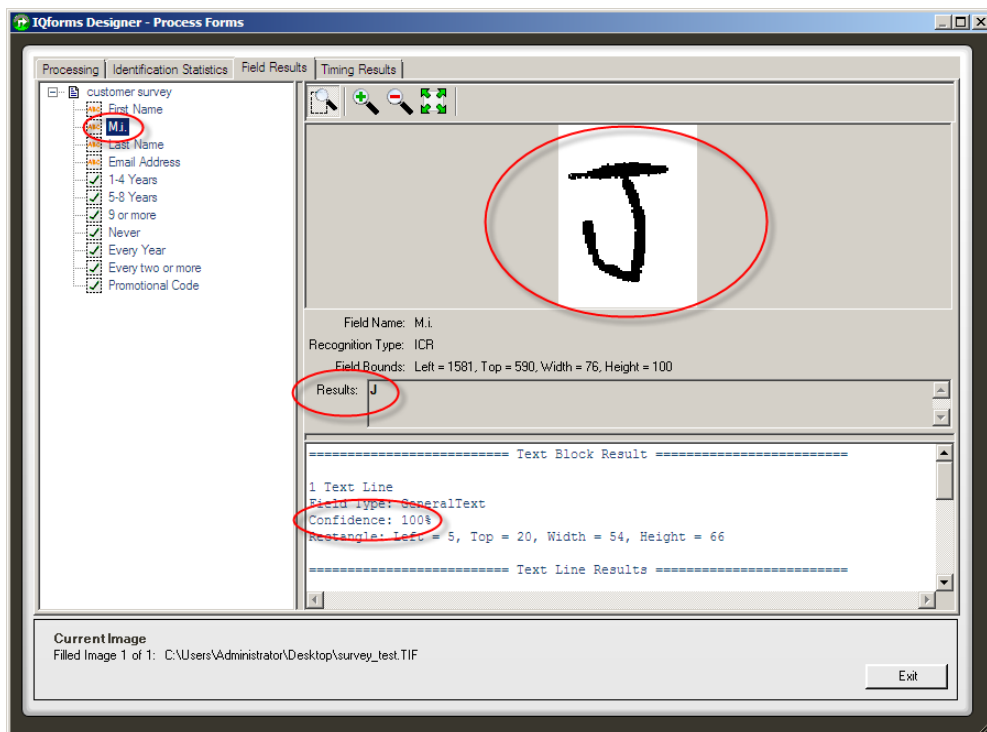 IQforms Designer - Process Forms
Processing
Identification Statistics
Field Results
Timing Results
customer survey
First Name
M.i.
Last Name
Email Address
1-4 Years
5-8 Years
9 or more
Never
Every Year
Every two or more
Promotional Code
J
Field Name: M.i.
Recognition Type: ICR
Field Bounds: Left = 1581, Top = 590, Width = 76, Height = 100
Results: J
========================== Text Block Result =========================
1 Text Line
Field Type: GeneralText
Confidence: 100%
Rectangle: Left = 5, Top = 20, Width = 54, Height = 66
========================== Text Line Results =========================
Current Image
Filled Image 1 of 1: C:\Users\Administrator\Desktop\survey_test.TIF
Exit